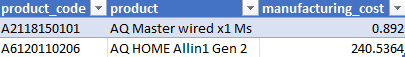 product_code product manufacturing_cost
A2118150101 AQ Master wired x1 Ms 0.892
A6120110206 AQ HOME Allin1 Gen 2 240.5364